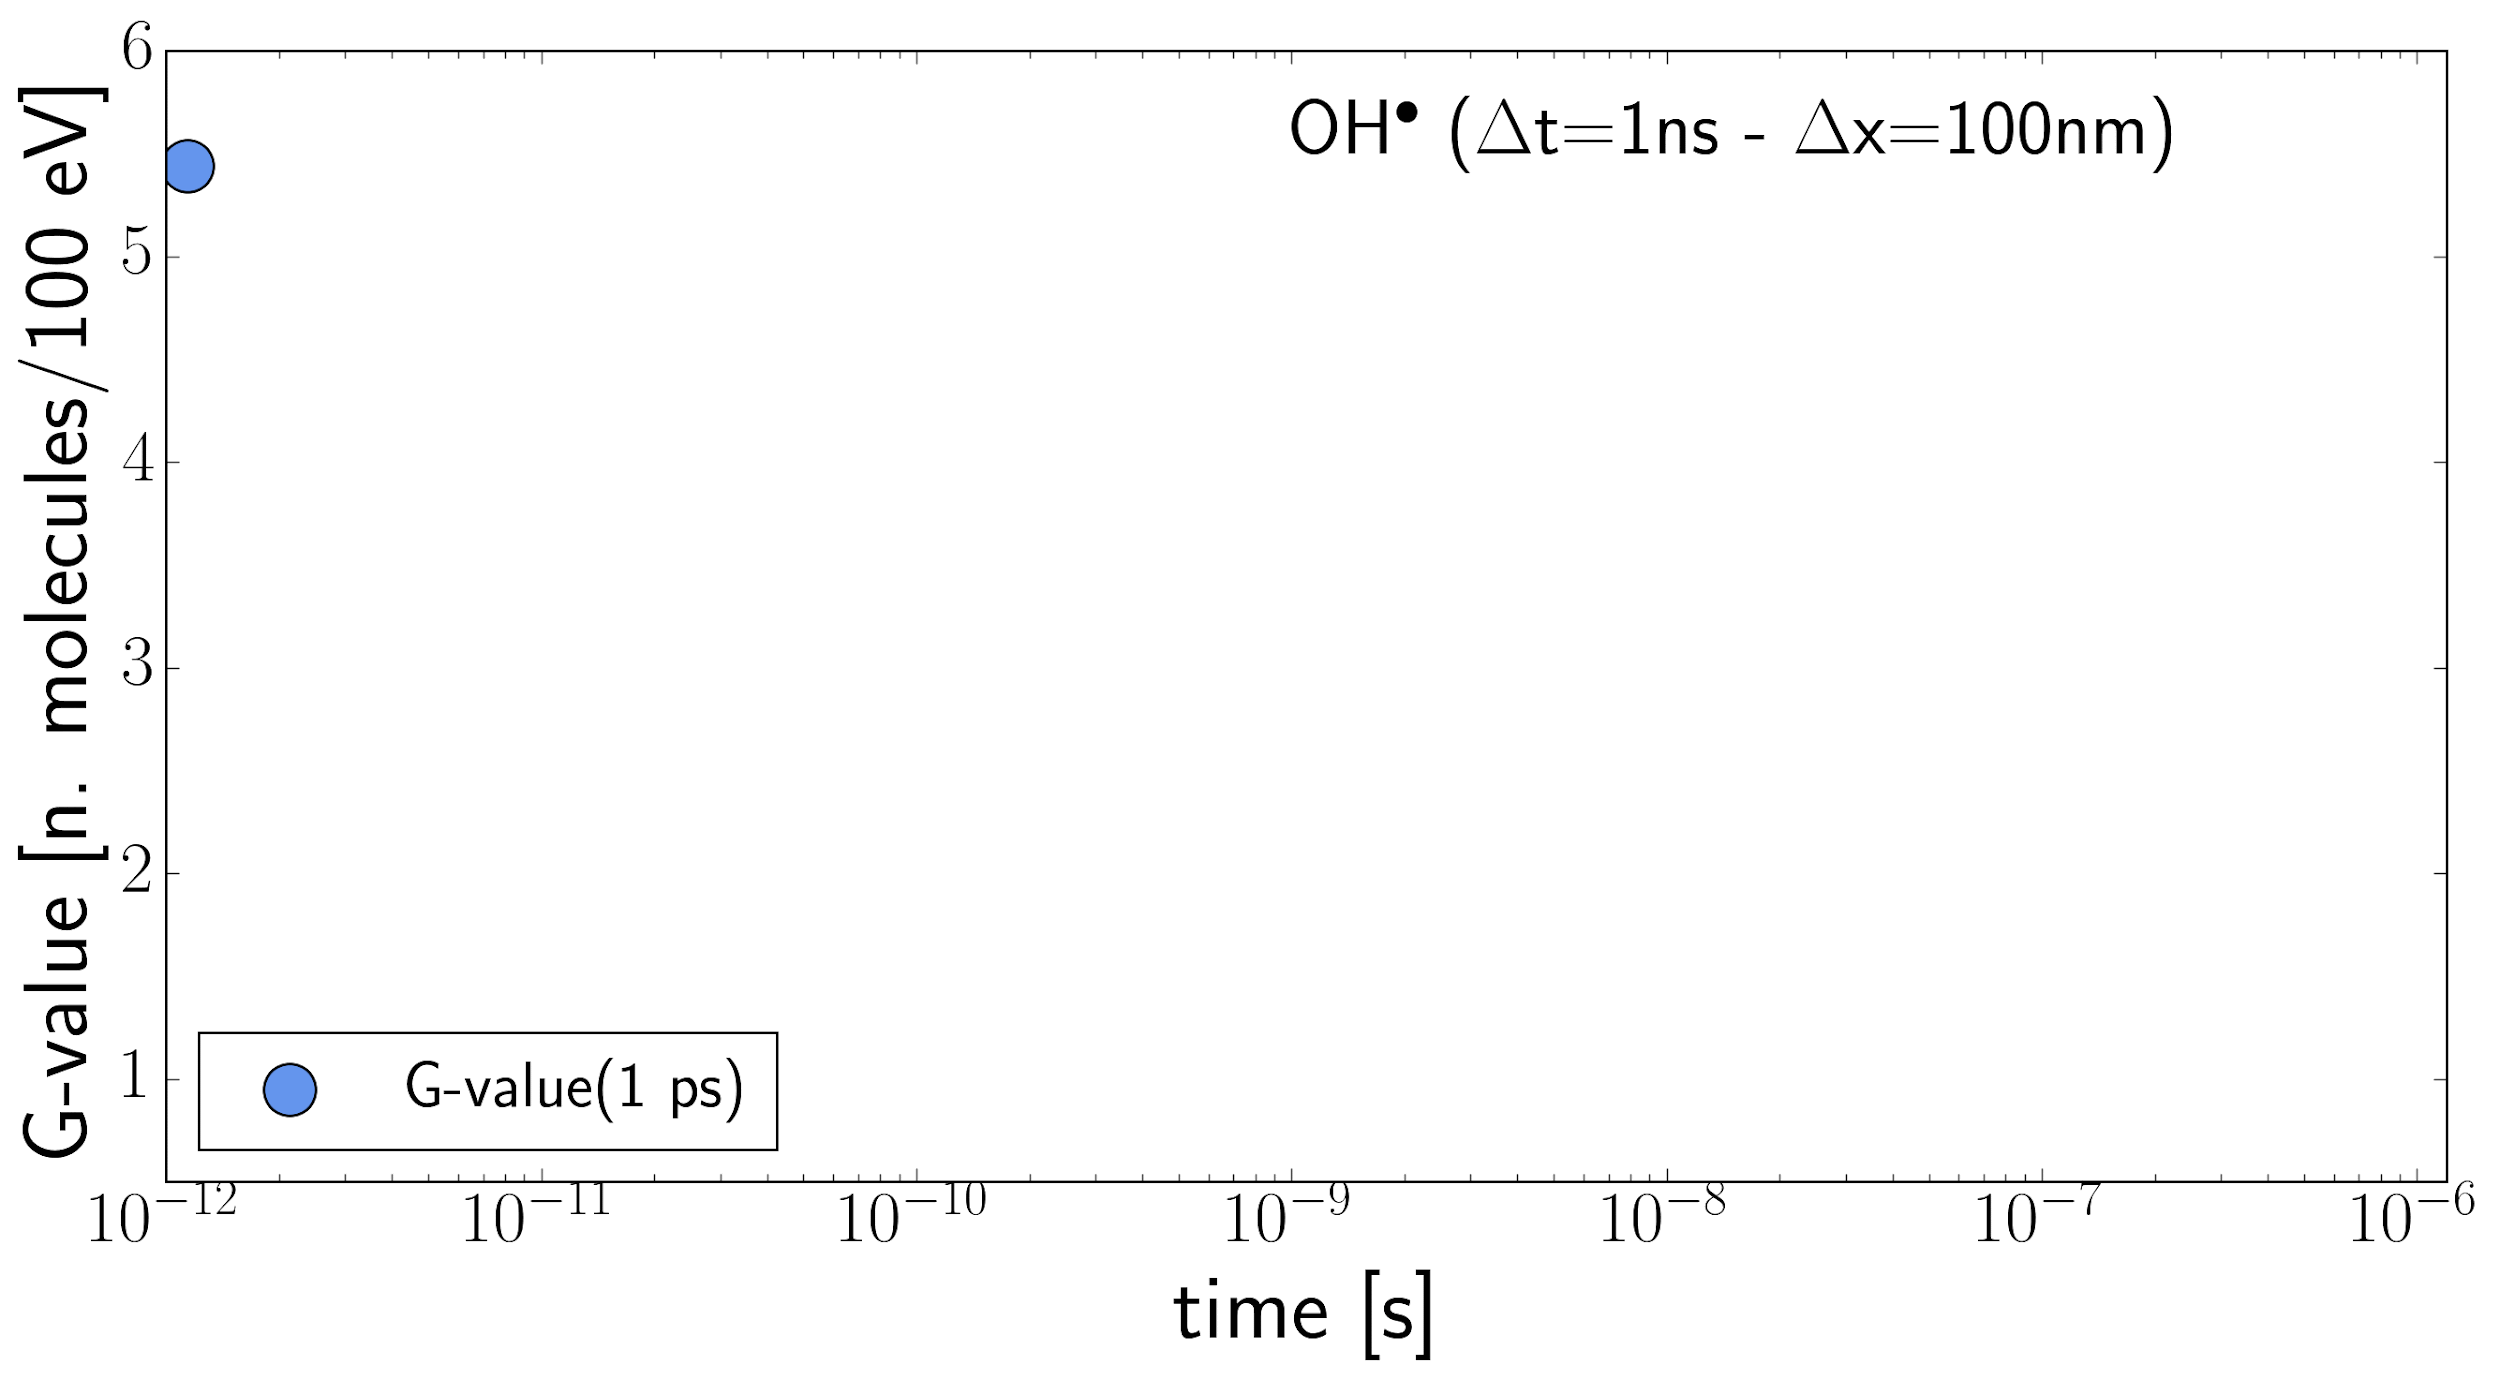 G-value [n. molecules/100 eV]
6
5
4
3
2
1
OH• (Δt=1ns - Δx=100nm)
G-value(1 ps)
10⁻¹² 10⁻¹¹ 10⁻¹⁰ 10⁻⁹ 10⁻⁸ 10⁻⁷ 10⁻⁶
time [s]